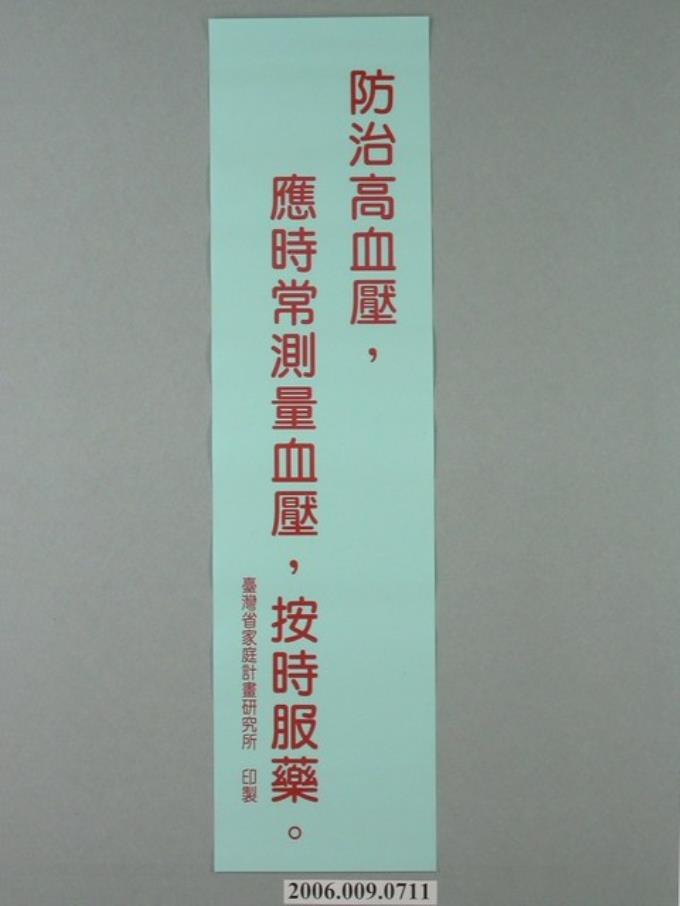 防治高血壓，
應時常測量血壓，按時服藥。
臺灣省家庭計畫研究所 印製
2006.009.0711